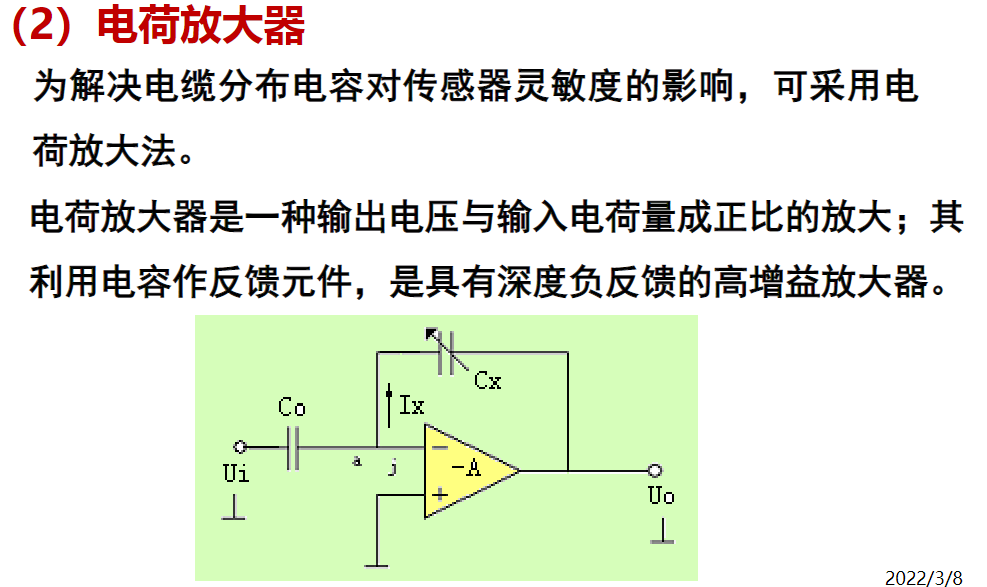 （2）电荷放大器
为解决电缆分布电容对传感器灵敏度的影响，可采用电
荷放大法。
电荷放大器是一种输出电压与输入电荷量成正比的放大；其
利用电容作反馈元件，是具有深度负反馈的高增益放大器。
Cx
Co
Ix
−
a
j
-A
Ui
+
Uo
2022/3/8